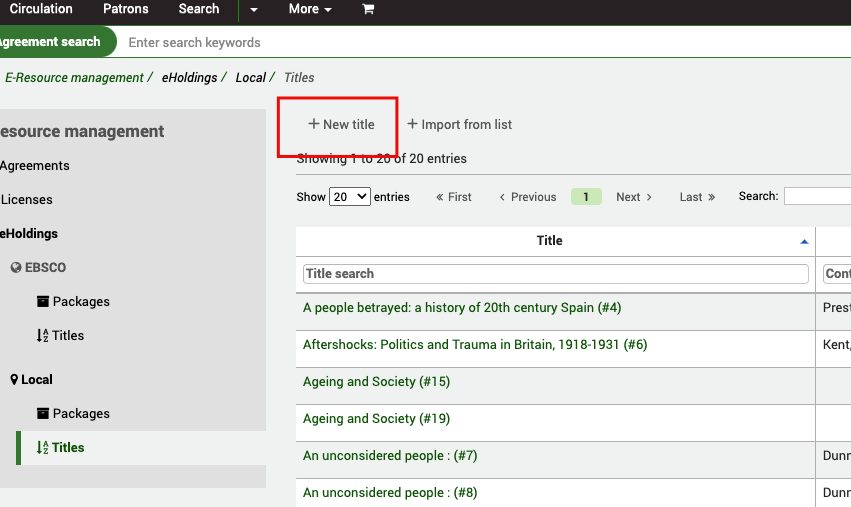 Circulation Patrons Search More
Agreement search Enter search keywords
E-Resource management / eHoldings / Local / Titles
esource management
Agreements
Licenses
eHoldings
EBSCO
Packages
Titles
Local
Packages
Titles
+ New title + Import from list
Showing 1 to 20 of 20 entries
Show 20 entries « First ‹ Previous 1 Next › Last » Search:
Title
Title search Cont
A people betrayed: a history of 20th century Spain (#4) Prest
Aftershocks: Politics and Trauma in Britain, 1918-1931 (#6) Kent,
Ageing and Society (#15)
Ageing and Society (#19)
An unconsidered people : (#7) Dunn
An unconsidered people : (#8) Dunn